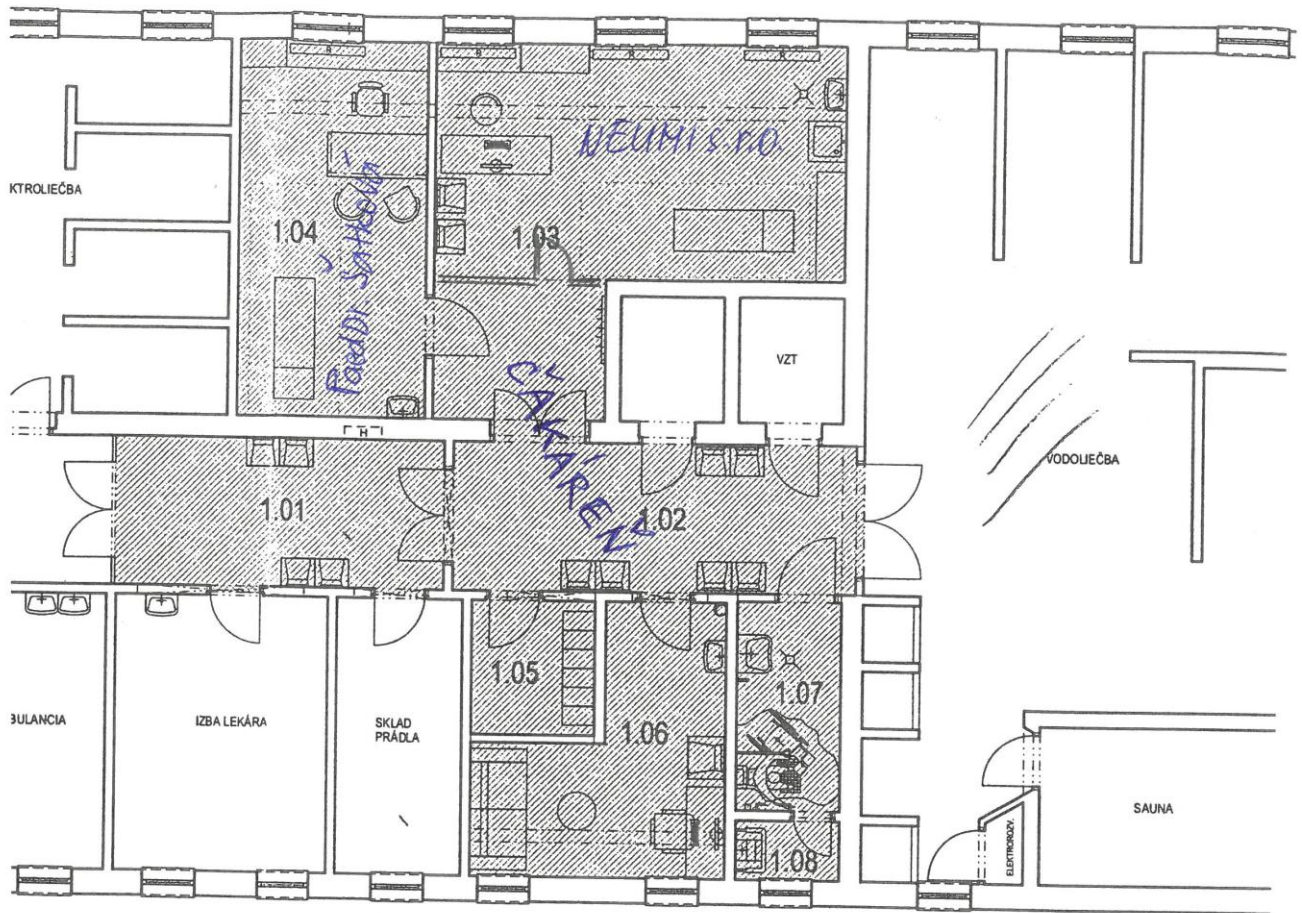 KTROLIEČBA
1.04
PaedDr. Šatková
NEUMI s.r.o.
1.03
VZT
ČAKÁREŇ
H
1.01
1.02
VODOLIEČBA
BULANCIA
IZBA LEKÁRA
SKLAD
PRÁDLA
1.05
1.06
1.07
1.08
ELEKTROROZV.
SAUNA